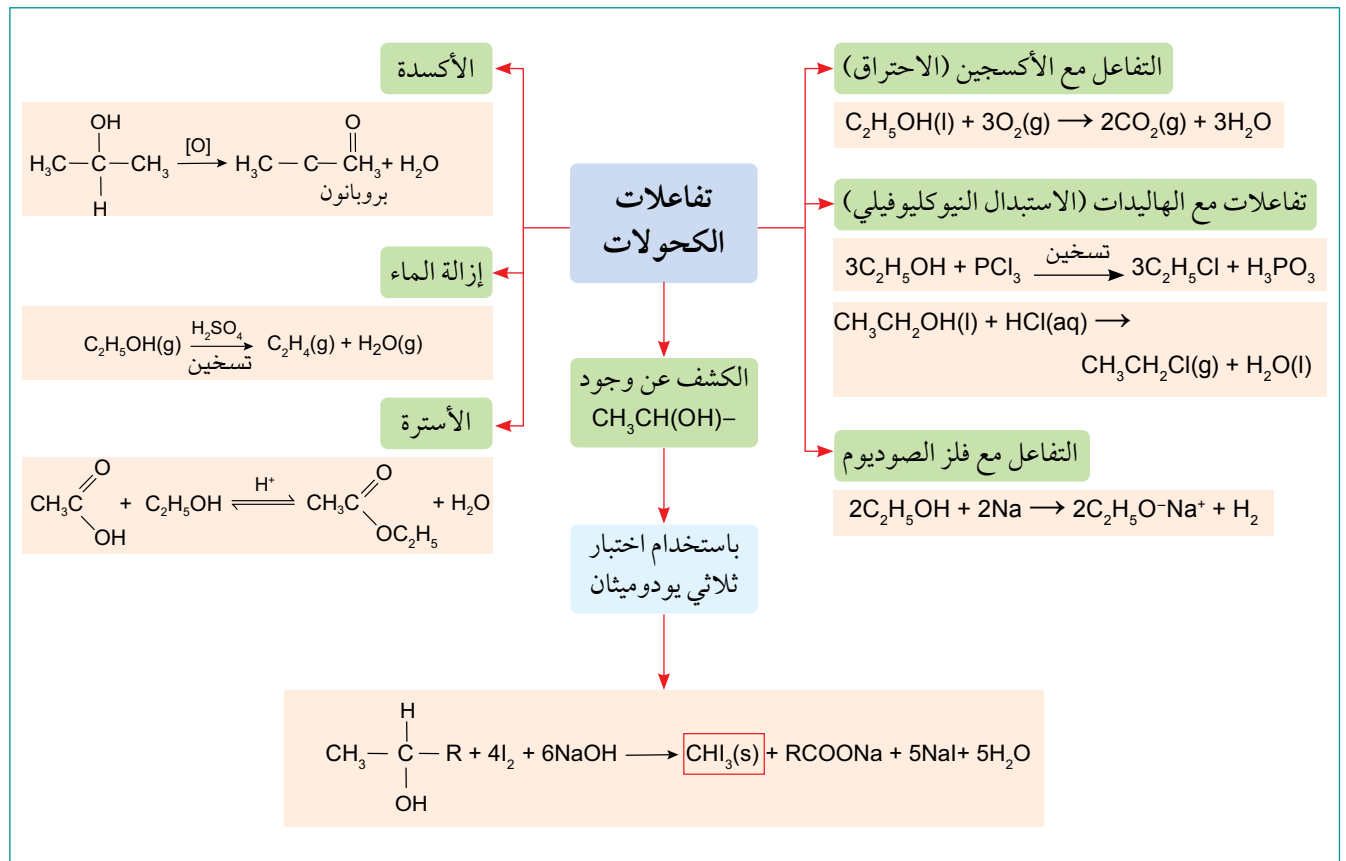 تفاعلات
الكحولات
التفاعل مع الأكسجين (الاحتراق)
C₂H₅OH(l) + 3O₂(g) ⟶ 2CO₂(g) + 3H₂O
تفاعلات مع الهاليدات (الاستبدال النيوكليوفيلي)
تسخين
3C₂H₅OH + PCl₃ ⟶ 3C₂H₅Cl + H₃PO₃
CH₃CH₂OH(l) + HCl(aq) ⟶
CH₃CH₂Cl(g) + H₂O(l)
التفاعل مع فلز الصوديوم
2C₂H₅OH + 2Na ⟶ 2C₂H₅O⁻Na⁺ + H₂
الأكسدة
OH O
[O]
H₃C — C — CH₃ ⟶ H₃C — C — CH₃ + H₂O
H
بروبانون
إزالة الماء
H₂SO₄
C₂H₅OH(g) ⟶ C₂H₄(g) + H₂O(g)
تسخين
الأسترة
O O
H⁺
CH₃C + C₂H₅OH ⇌ CH₃C + H₂O
OH OC₂H₅
الكشف عن وجود
CH₃CH(OH)–
باستخدام اختبار
ثلاثي يودوميثان
H
CH₃ — C — R + 4I₂ + 6NaOH ⟶ CHI₃(s) + RCOONa + 5NaI+ 5H₂O
OH